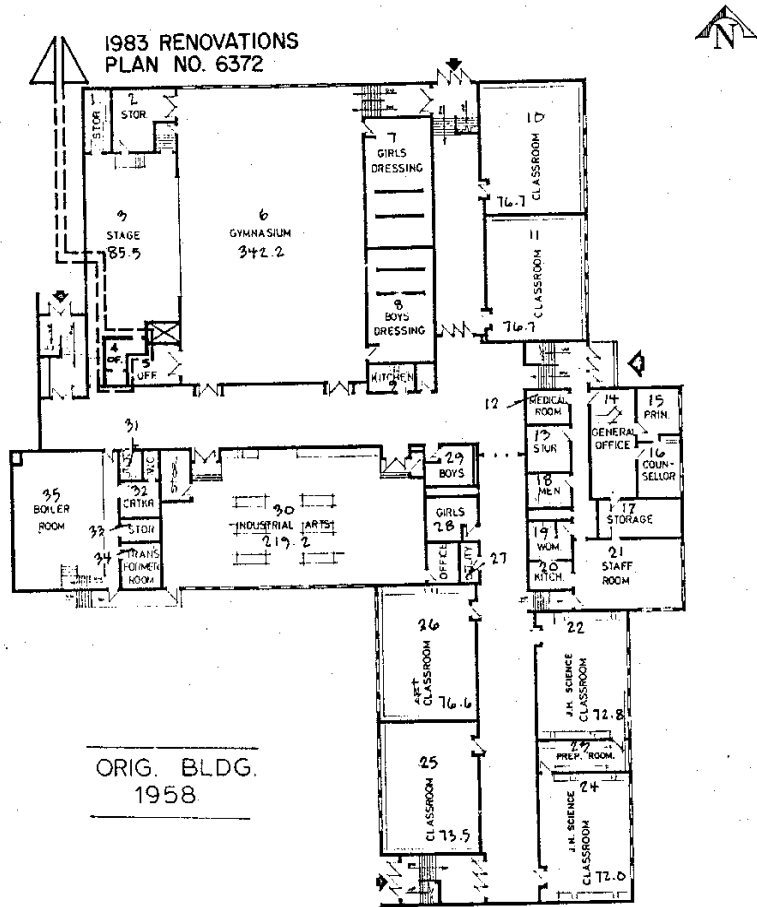 1983 RENOVATIONS
PLAN NO. 6372
N
1
STOR
2
STOR.
3
STAGE
85.5
4
OF.
5
OFF
6
GYMNASIUM
342.2
7
GIRLS
DRESSING
8
BOYS
DRESSING
KITCHEN
9
10
CLASSROOM
76.7
11
CLASSROOM
76.7
12
MEDICAL
ROOM
13
STOR
14
GENERAL
OFFICE
15
PRIN.
16
COUN-
SELLOR
17
STORAGE
18
MEN
19
WOM.
20
KITCH.
21
STAFF
ROOM
22
J.H. SCIENCE
CLASSROOM
72.8
23
PREP. ROOM.
24
J.H. SCIENCE
CLASSROOM
72.0
25
CLASSROOM
73.5
26
ART
CLASSROOM
76.6
27
UTILITY
OFFICE
GIRLS
28
29
BOYS
30
INDUSTRIAL ARTS
219.2
STOR
31
W.C.
32
CRTKR
33
STOR
34
TRANS
FORMER
ROOM
35
BOILER
ROOM
ORIG. BLDG.
1958